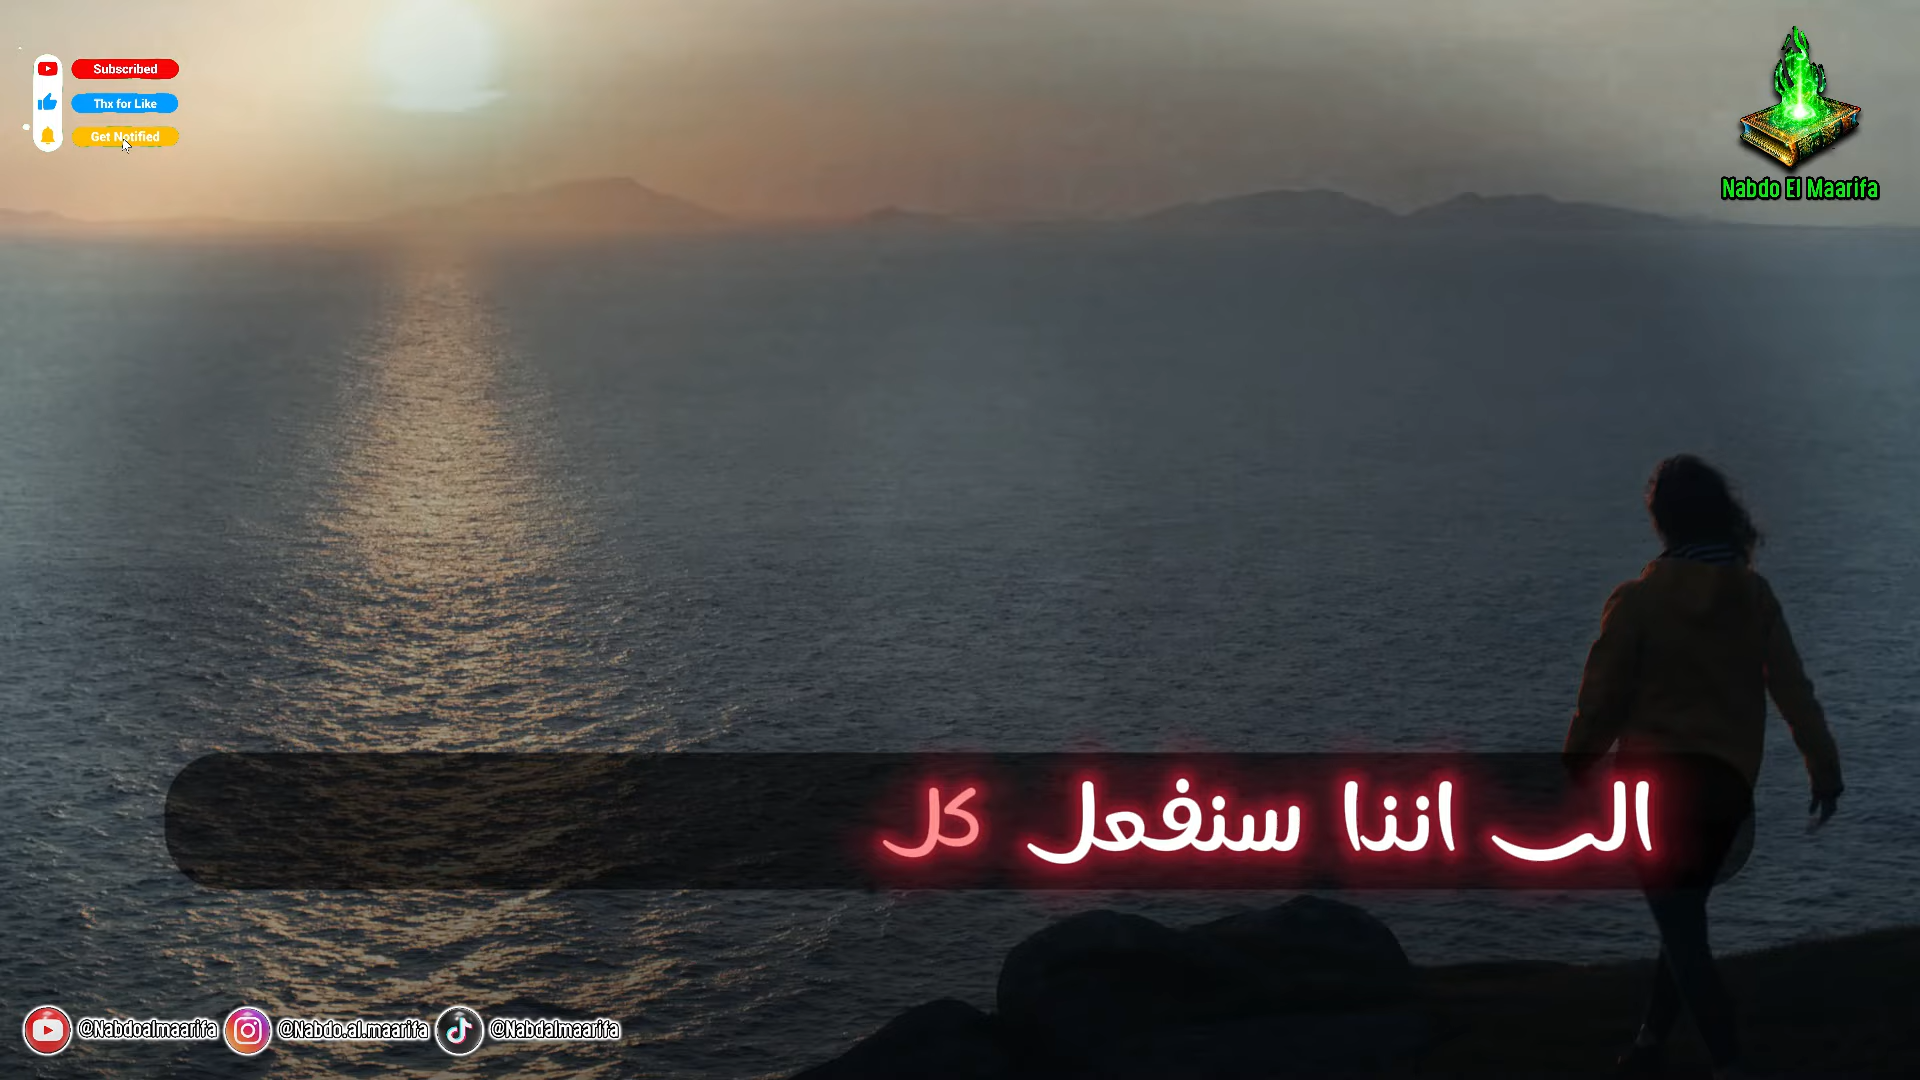 Subscribed
Thx for Like
Get Notified
Nabdo El Maarifa
الى اننا سنفعل كل
@Nabdoalmaarifa @Nabdo.al.maarifa @Nabdalmaarifa